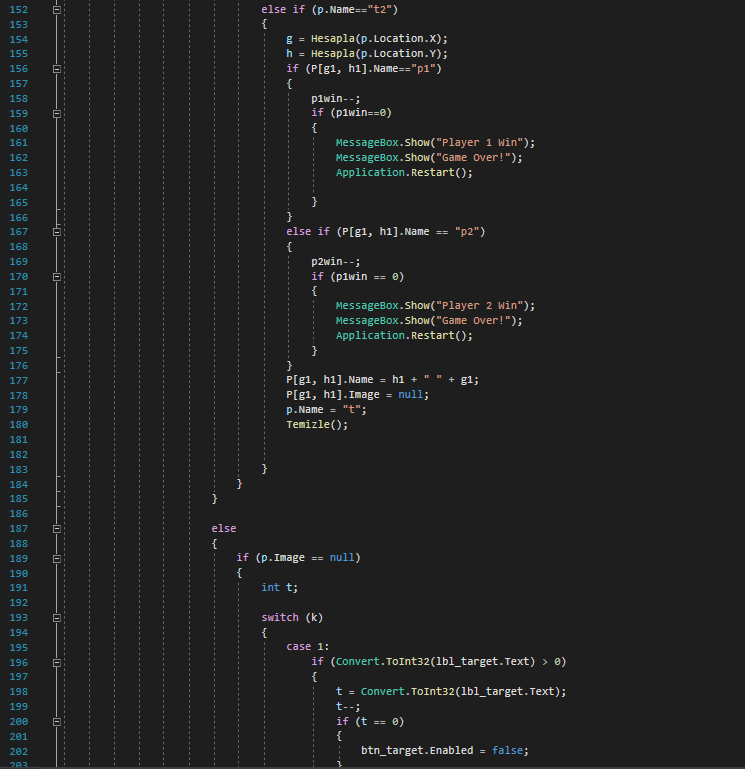 152 else if (p.Name=="t2")
153 {
154 g = Hesapla(p.Location.X);
155 h = Hesapla(p.Location.Y);
156 if (P[g1, h1].Name=="p1")
157 {
158 p1win--;
159 if (p1win==0)
160 {
161 MessageBox.Show("Player 1 Win");
162 MessageBox.Show("Game Over!");
163 Application.Restart();
164
165 }
166 }
167 else if (P[g1, h1].Name == "p2")
168 {
169 p2win--;
170 if (p1win == 0)
171 {
172 MessageBox.Show("Player 2 Win");
173 MessageBox.Show("Game Over!");
174 Application.Restart();
175 }
176 }
177 P[g1, h1].Name = h1 + " " + g1;
178 P[g1, h1].Image = null;
179 p.Name = "t";
180 Temizle();
181
182
183 }
184 }
185 }
186
187 else
188 {
189 if (p.Image == null)
190 {
191 int t;
192
193 switch (k)
194 {
195 case 1:
196 if (Convert.ToInt32(lbl_target.Text) > 0)
197 {
198 t = Convert.ToInt32(lbl_target.Text);
199 t--;
200 if (t == 0)
201 {
202 btn_target.Enabled = false;
203 }